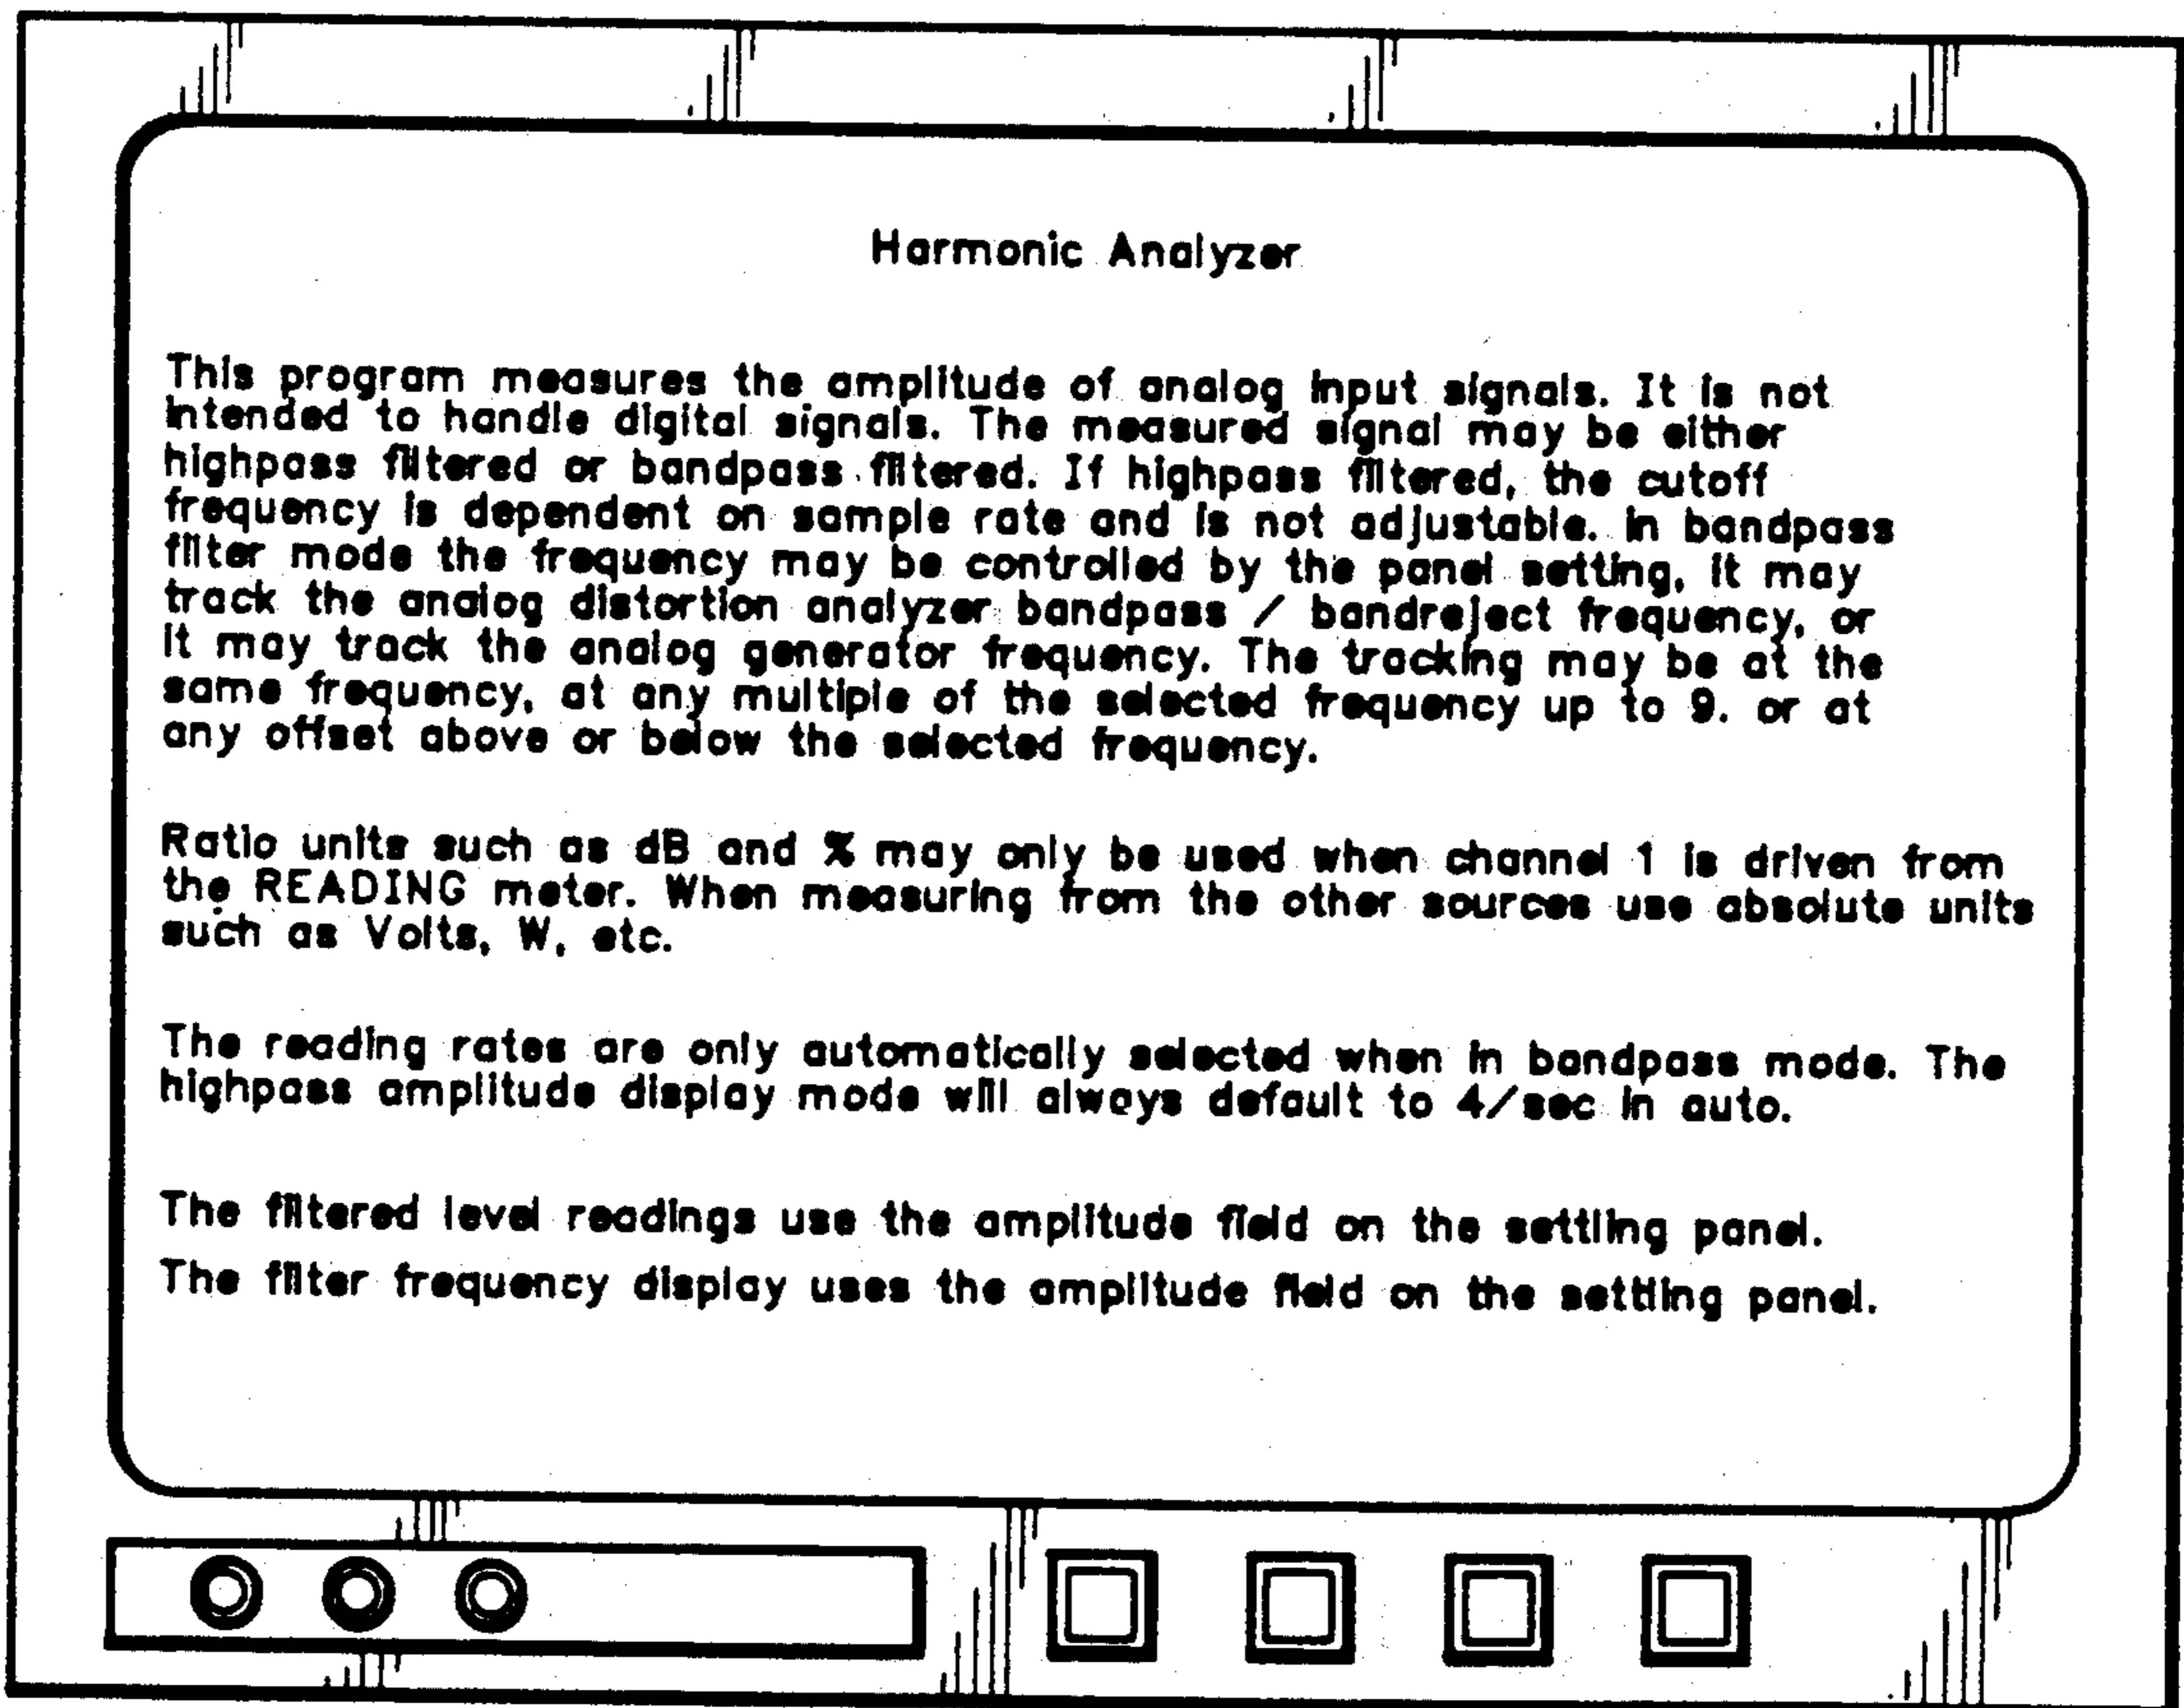 Harmonic Analyzer
This program measures the amplitude of analog input signals. It is not
intended to handle digital signals. The measured signal may be either
highpass filtered or bandpass filtered. If highpass filtered, the cutoff
frequency is dependent on sample rate and is not adjustable. In bandpass
filter mode the frequency may be controlled by the panel setting, it may
track the analog distortion analyzer bandpass / bandreject frequency, or
it may track the analog generator frequency. The tracking may be at the
same frequency, at any multiple of the selected frequency up to 9. or at
any offset above or below the selected frequency.
Ratio units such as dB and % may only be used when channel 1 is driven from
the READING meter. When measuring from the other sources use absolute units
such as Volts, W, etc.
The reading rates are only automatically selected when in bandpass mode. The
highpass amplitude display mode will always default to 4/sec in auto.
The filtered level readings use the amplitude field on the settling panel.
The filter frequency display uses the amplitude field on the settling panel.